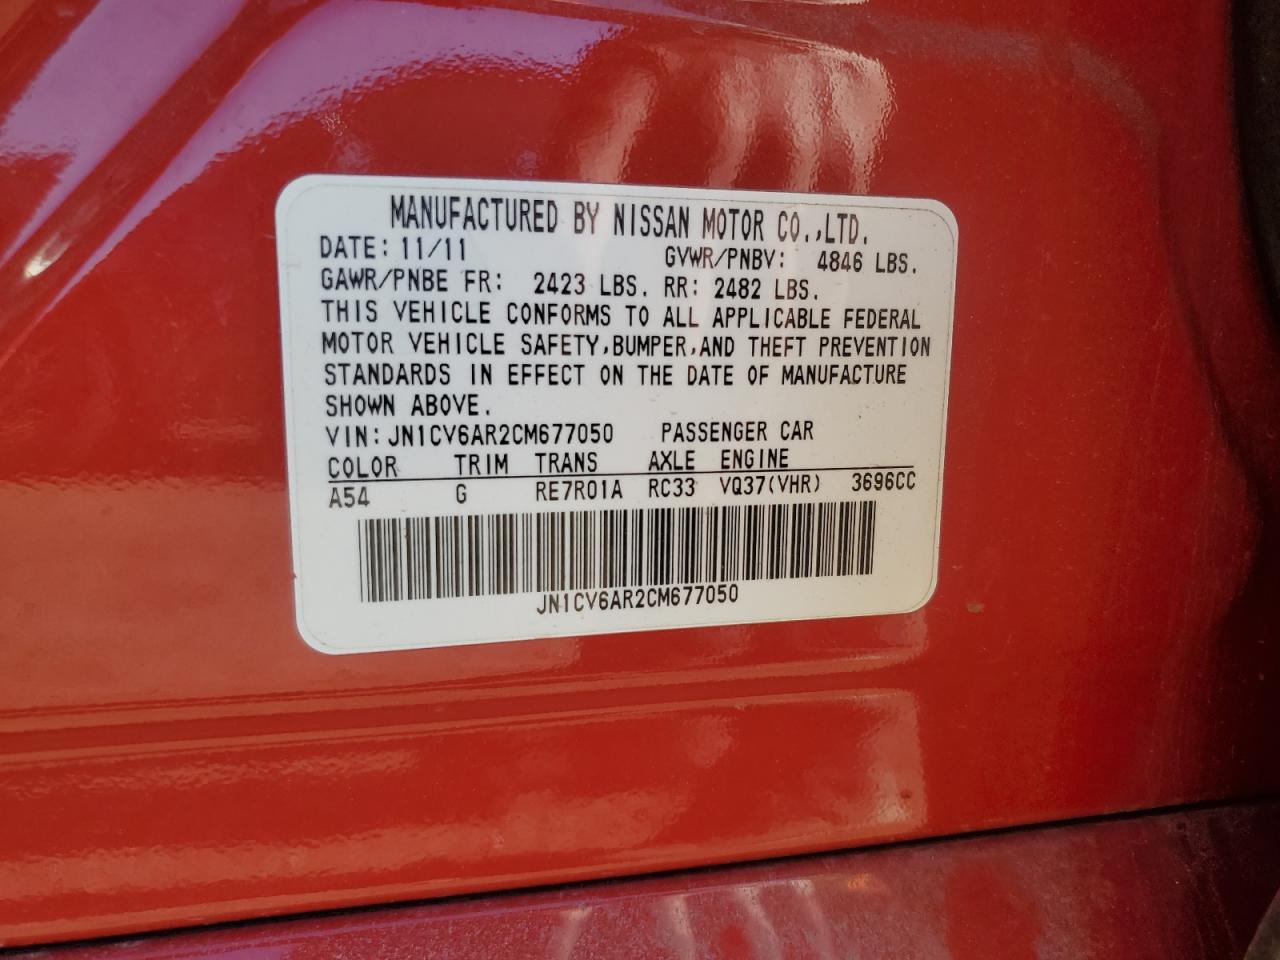 MANUFACTURED BY NISSAN MOTOR CO.,LTD.
DATE: 11/11 GVWR/PNBV: 4846 LBS.
GAWR/PNBE FR: 2423 LBS. RR: 2482 LBS.
THIS VEHICLE CONFORMS TO ALL APPLICABLE FEDERAL
MOTOR VEHICLE SAFETY,BUMPER,AND THEFT PREVENTION
STANDARDS IN EFFECT ON THE DATE OF MANUFACTURE
SHOWN ABOVE.
VIN:JN1CV6AR2CM677050 PASSENGER CAR
COLOR TRIM TRANS AXLE ENGINE
A54 G RE7R01A RC33 VQ37(VHR) 3696CC
JN1CV6AR2CM677050